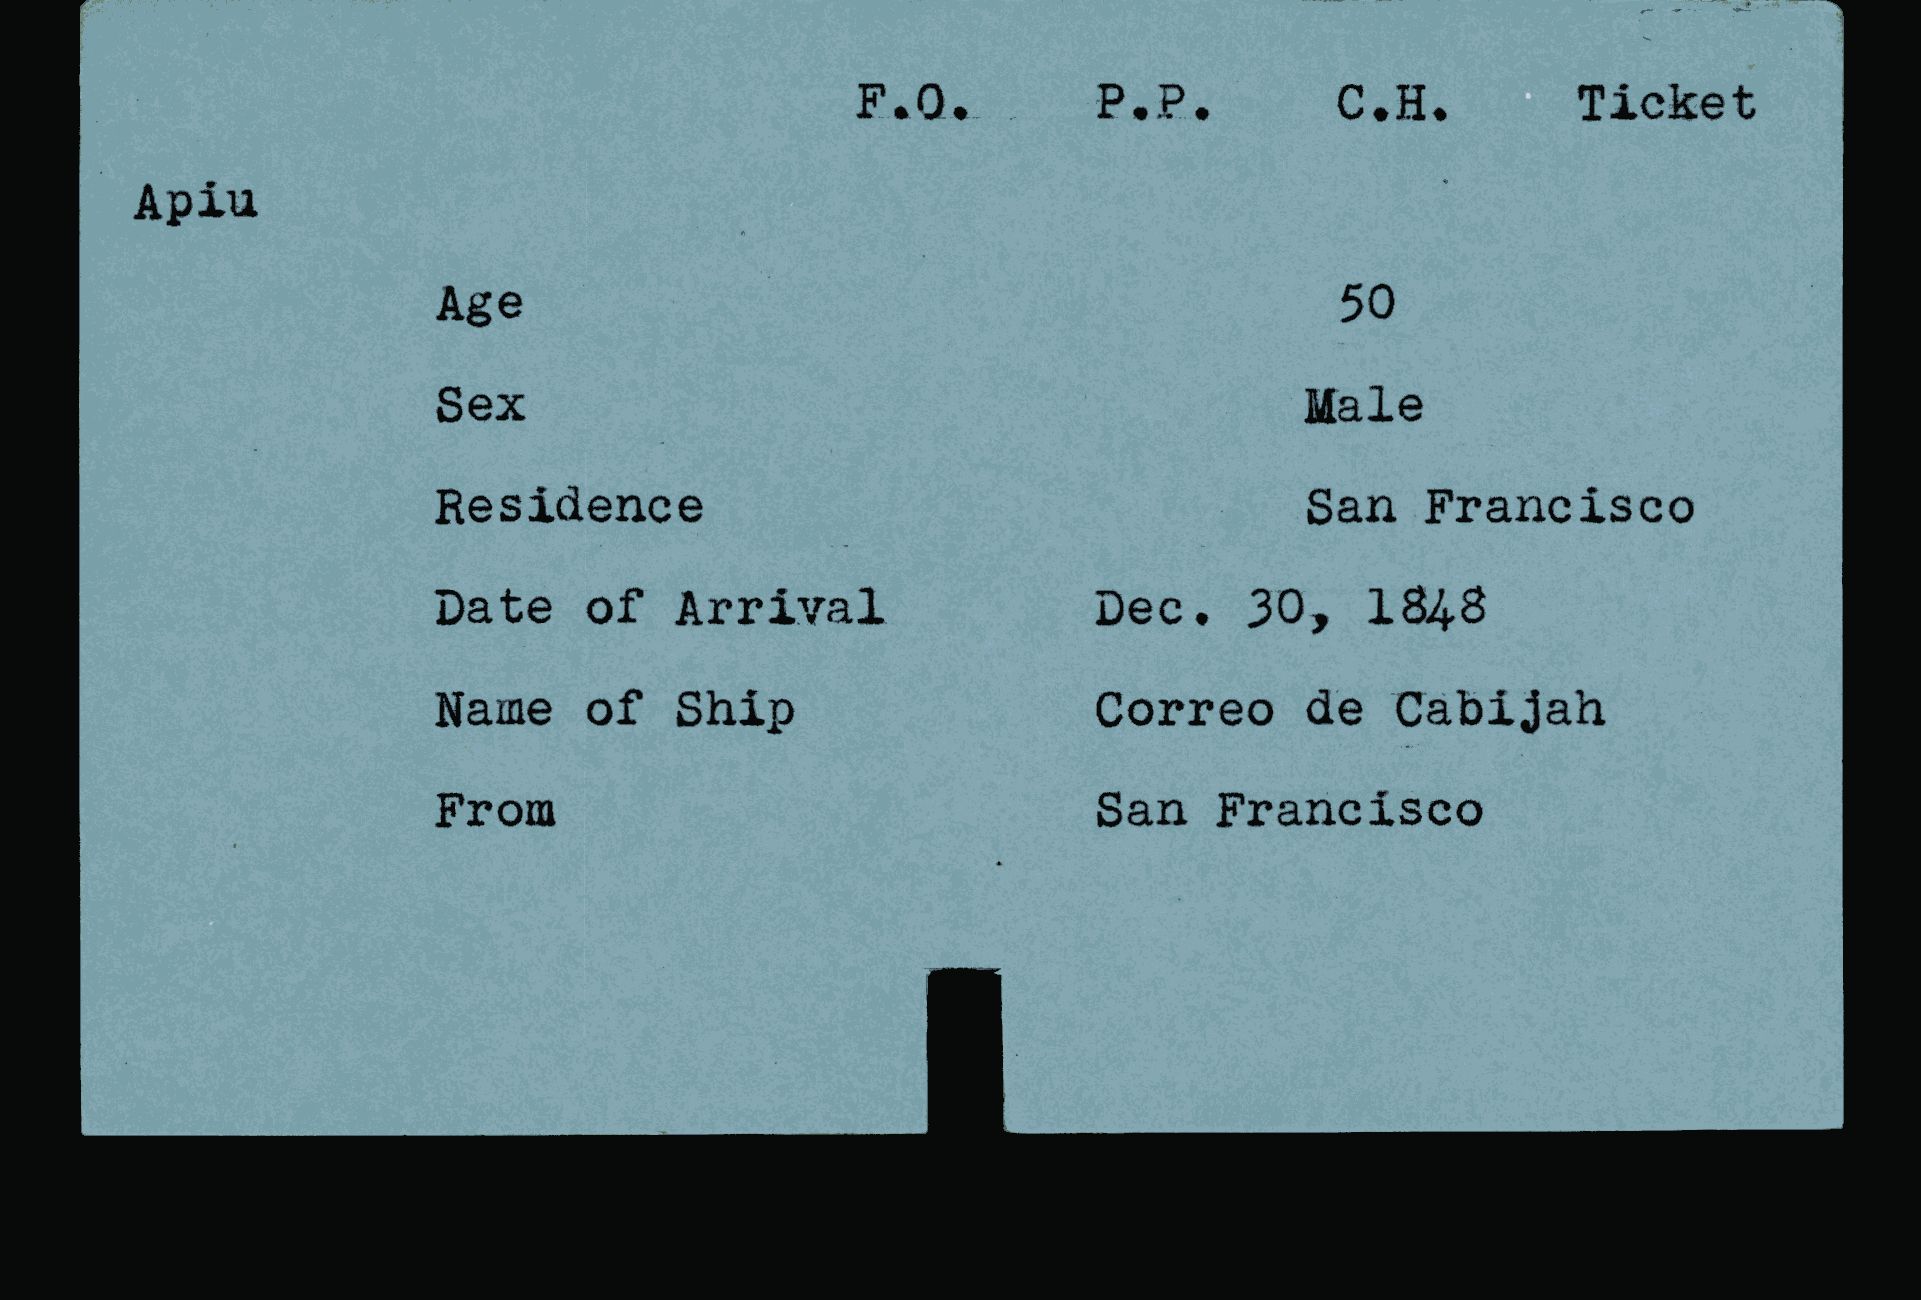 F.O. P.P. C.H. Ticket
Apiu
Age 50
Sex Male
Residence San Francisco
Date of Arrival Dec. 30, 1848
Name of Ship Correo de Cabijah
From San Francisco